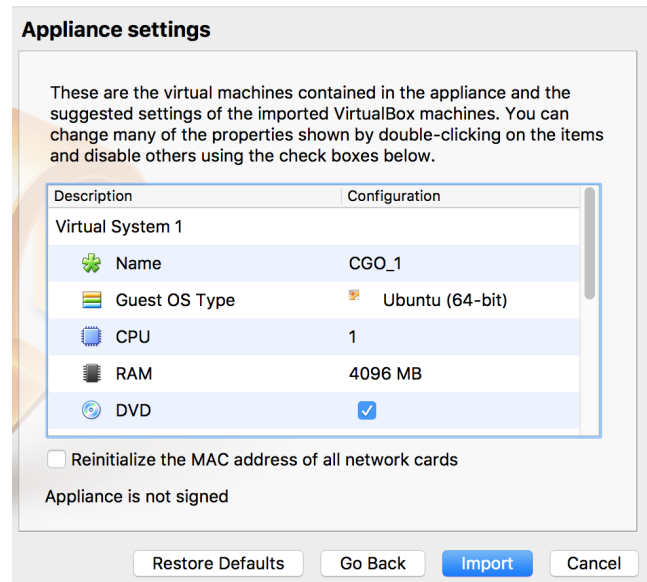 Appliance settings
These are the virtual machines contained in the appliance and the
suggested settings of the imported VirtualBox machines. You can
change many of the properties shown by double-clicking on the items
and disable others using the check boxes below.
Description Configuration
Virtual System 1
Name CGO_1
Guest OS Type Ubuntu (64-bit)
CPU 1
RAM 4096 MB
DVD
Reinitialize the MAC address of all network cards
Appliance is not signed
Restore Defaults Go Back Import Cancel